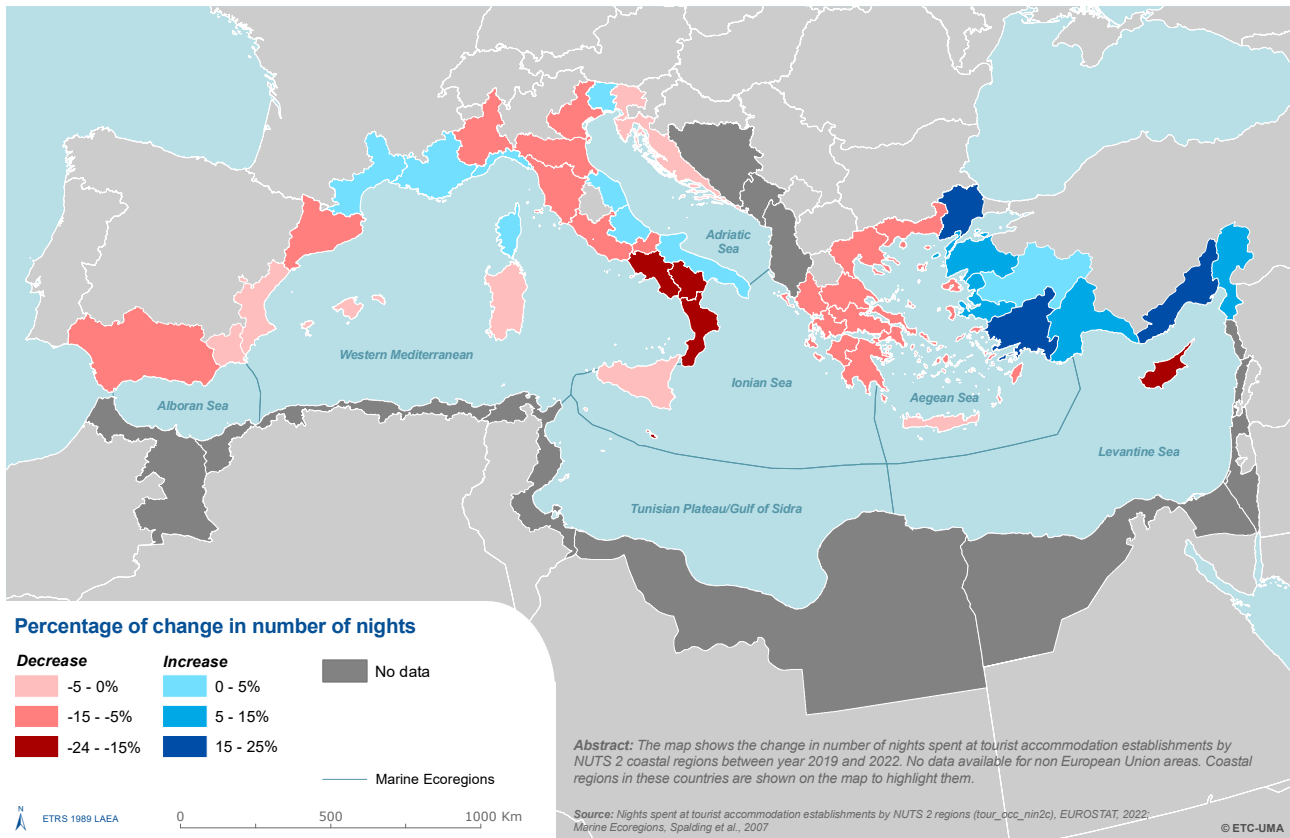 Adriatic
Sea
Western Mediterranean
Ionian Sea
Alboran Sea
Aegean Sea
Levantine Sea
Tunisian Plateau/Gulf of Sidra
Percentage of change in number of nights
Decrease
Increase
No data
-5 - 0%
0 - 5%
-15 - -5%
5 - 15%
-24 - -15%
15 - 25%
Marine Ecoregions
Abstract: The map shows the change in number of nights spent at tourist accommodation establishments by
NUTS 2 coastal regions between year 2019 and 2022. No data available for non European Union areas. Coastal
regions in these countries are shown on the map to highlight them.
N
ETRS 1989 LAEA
0 500 1000 Km
Source: Nights spent at tourist accommodation establishments by NUTS 2 regions (tour_occ_nin2c), EUROSTAT, 2022;
Marine Ecoregions, Spalding et al., 2007
© ETC-UMA